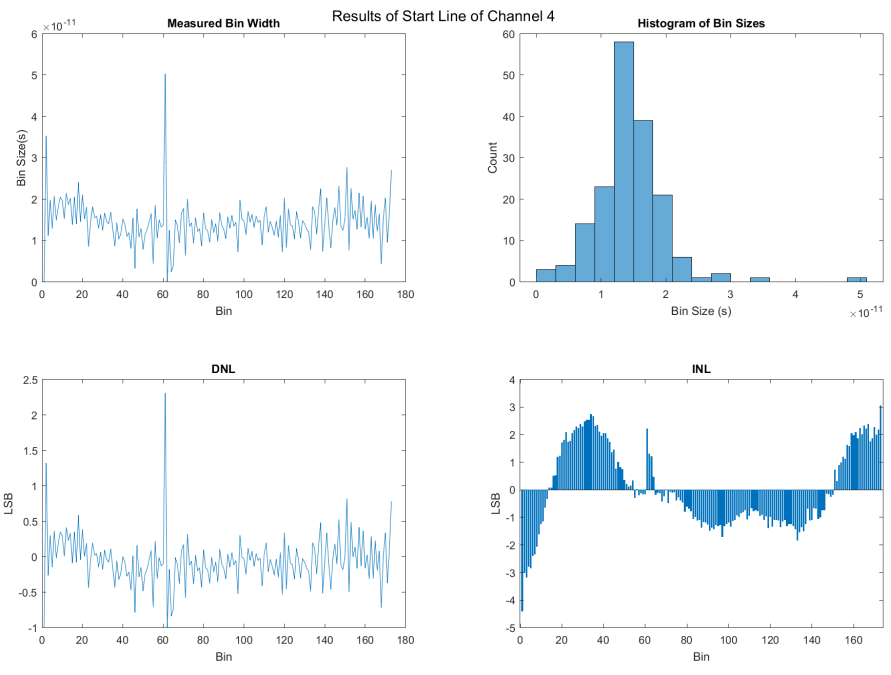 Results of Start Line of Channel 4
×10-11
Measured Bin Width
6
5
4
3
2
1
0
Bin Size(s)
0 20 40 60 80 100 120 140 160 180
Bin
Histogram of Bin Sizes
60
50
40
30
20
10
0
Count
0 1 2 3 4 5
Bin Size (s)
×10-11
DNL
2.5
2
1.5
1
0.5
0
-0.5
-1
LSB
0 20 40 60 80 100 120 140 160 180
Bin
INL
4
3
2
1
0
-1
-2
-3
-4
-5
LSB
0 20 40 60 80 100 120 140 160
Bin